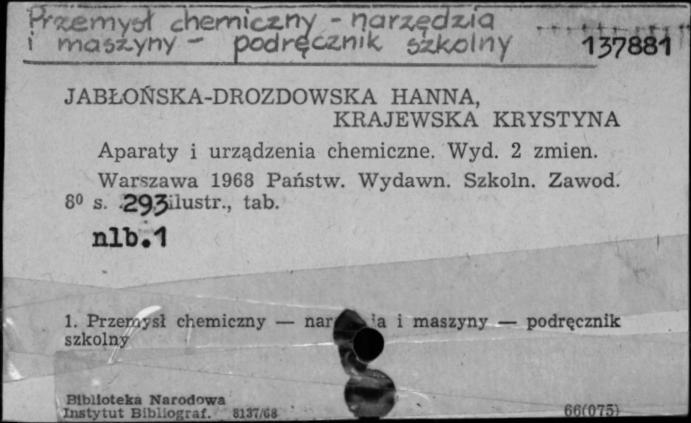 Przemysł chemiczny - narzędzia
i maszyny - podręcznik szkolny 137881
JABŁOŃSKA-DROZDOWSKA HANNA,
KRAJEWSKA KRYSTYNA
Aparaty i urządzenia chemiczne. Wyd. 2 zmien.
Warszawa 1968 Państw. Wydawn. Szkoln. Zawod.
8⁰ s. 293 ilustr., tab.
nlb.1
1. Przemysł chemiczny — i maszyny — podręcznik
szkolny
Biblioteka Narodowa
Instytut Bibliograf. 8137/68 66(075)